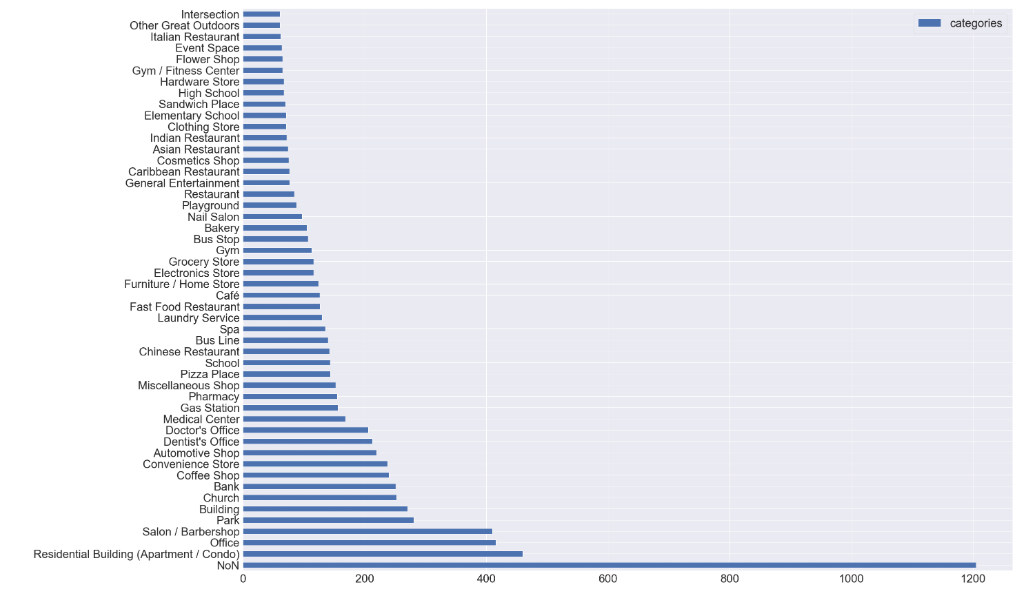 Intersection
Other Great Outdoors
Italian Restaurant
Event Space
Flower Shop
Gym / Fitness Center
Hardware Store
High School
Sandwich Place
Elementary School
Clothing Store
Indian Restaurant
Asian Restaurant
Cosmetics Shop
Caribbean Restaurant
General Entertainment
Restaurant
Playground
Nail Salon
Bakery
Bus Stop
Gym
Grocery Store
Electronics Store
Furniture / Home Store
Café
Fast Food Restaurant
Laundry Service
Spa
Bus Line
Chinese Restaurant
School
Pizza Place
Miscellaneous Shop
Pharmacy
Gas Station
Medical Center
Doctor's Office
Dentist's Office
Automotive Shop
Convenience Store
Coffee Shop
Bank
Church
Building
Park
Salon / Barbershop
Office
Residential Building (Apartment / Condo)
NoN
0 200 400 600 800 1000 1200
categories